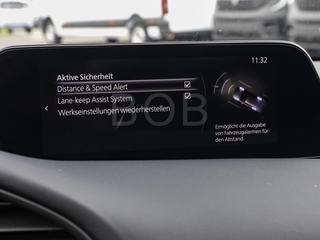 11:32
Aktive Sicherheit
Distance & Speed Alert
Lane-keep Assist System
Werkseinstellungen wiederherstellen
BOB
Ermöglicht die Ausgabe
von Fahrzeugalarmen für
den Abstand.